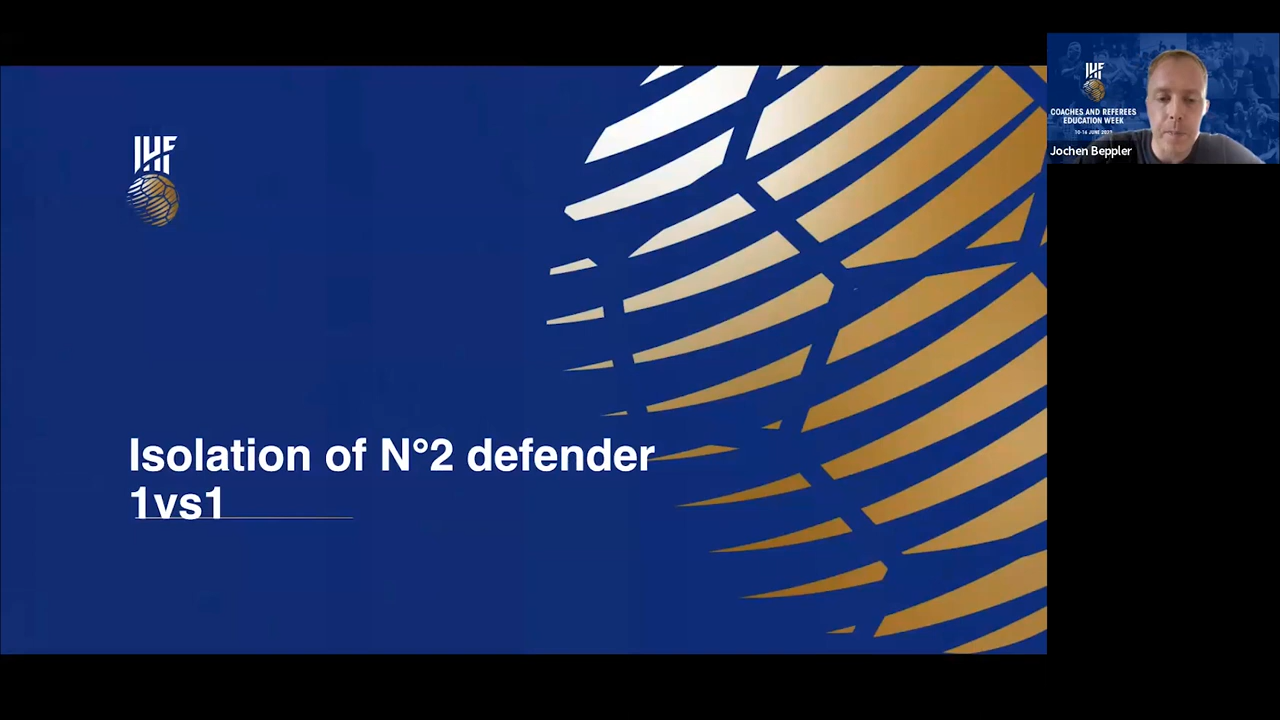 IHF
Isolation of N°2 defender
1vs1
IHF
COACHES AND REFEREES
EDUCATION WEEK
Jochen Beppler